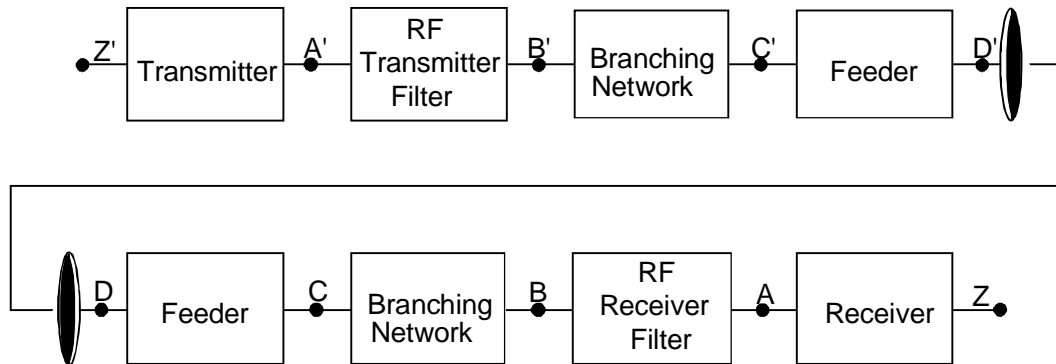 Z'
Transmitter
A'
RF
Transmitter
Filter
B'
Branching
Network
C'
Feeder
D'
D
Feeder
C
Branching
Network
B
RF
Receiver
Filter
A
Receiver
Z